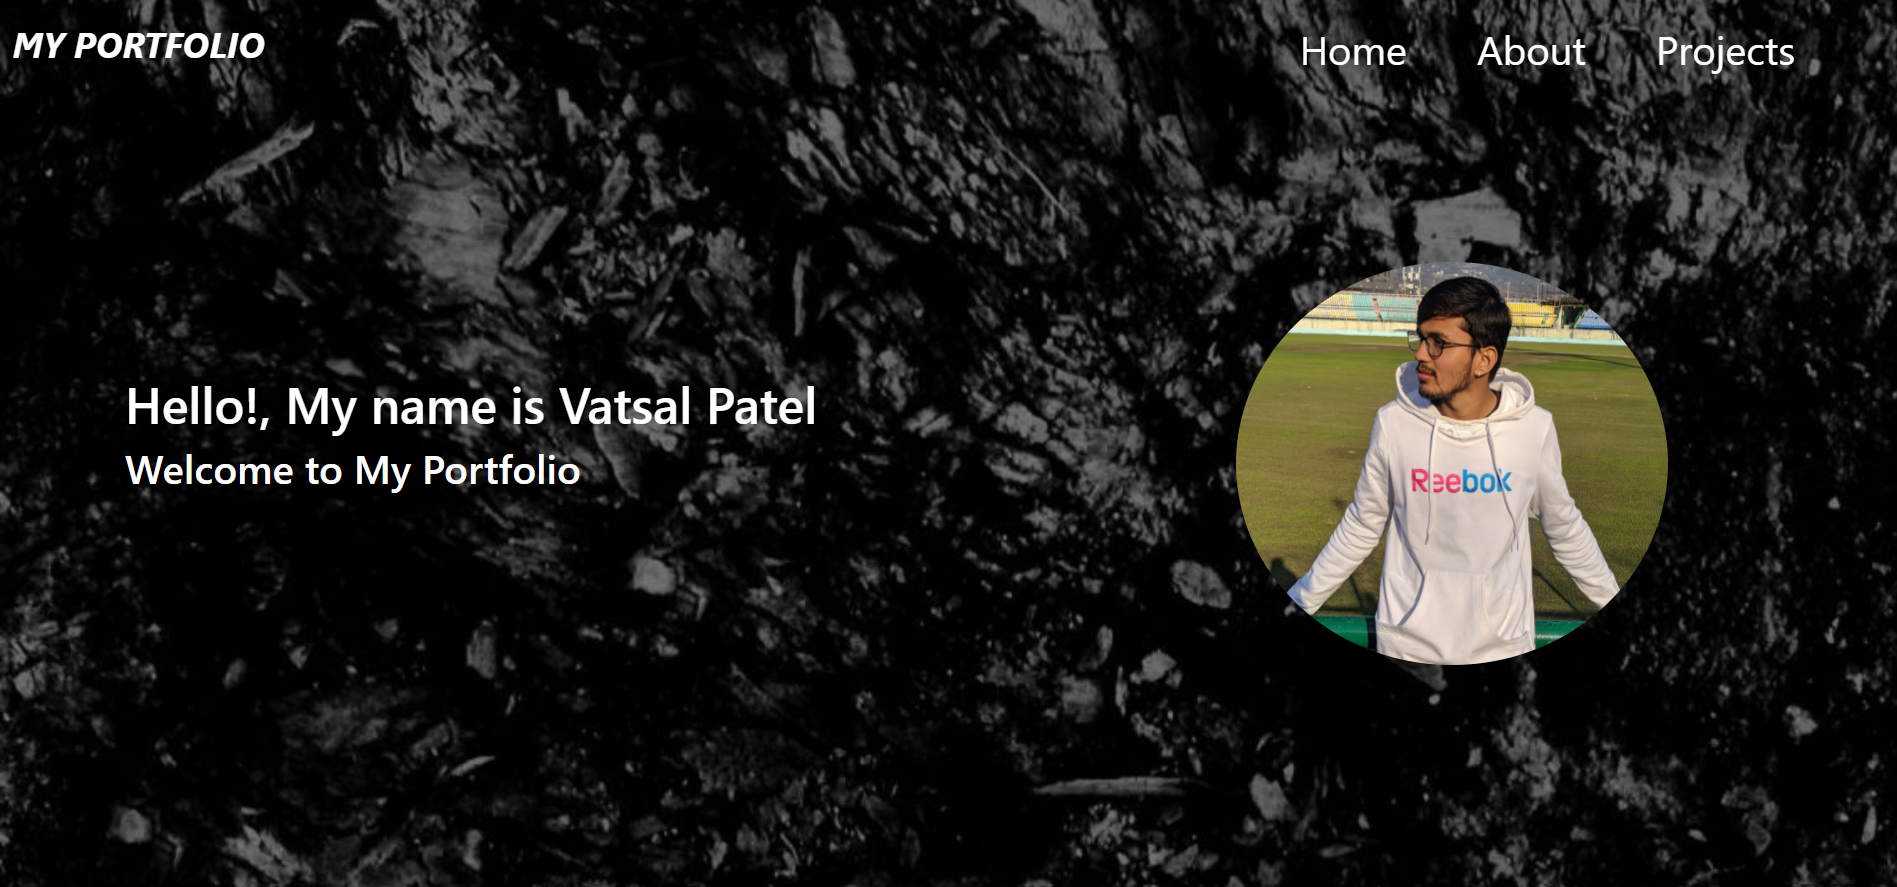 MY PORTFOLIO
Home About Projects
Hello!, My name is Vatsal Patel
Welcome to My Portfolio
Reebok